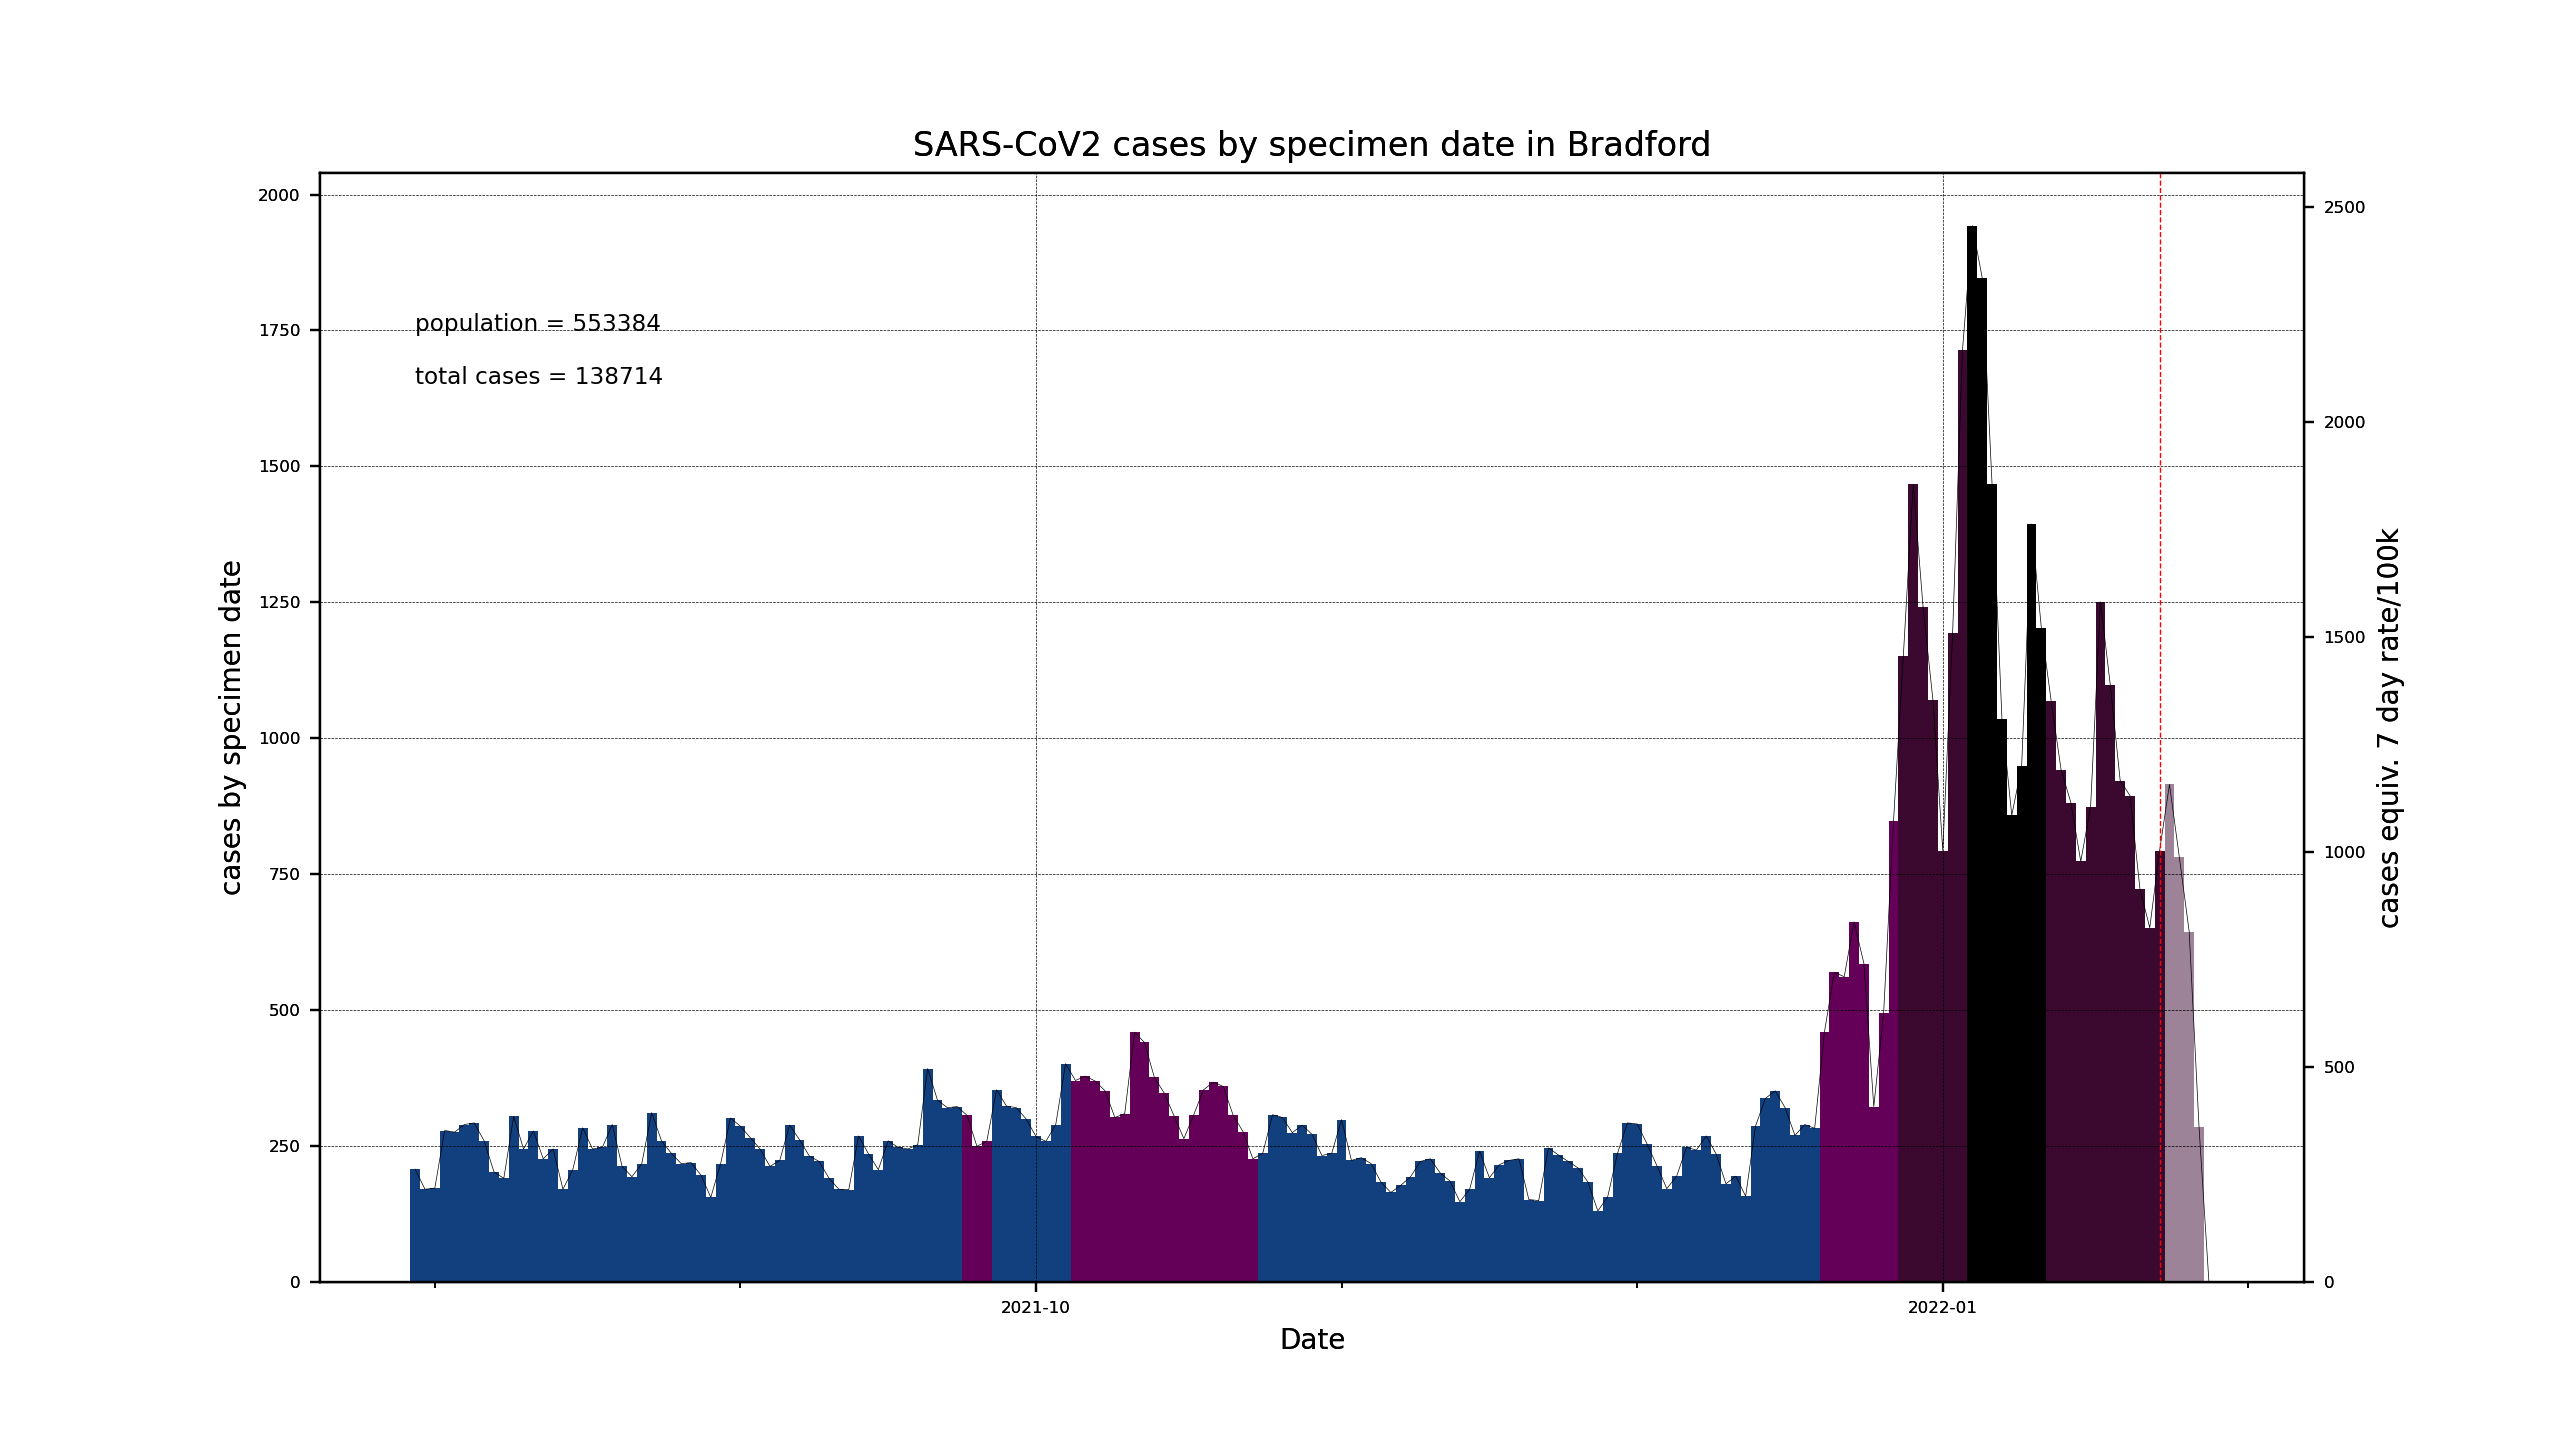 SARS-CoV2 cases by specimen date in Bradford
population = 553384
total cases = 138714
cases by specimen date
2000
1750
1500
1250
1000
750
500
250
0
2500
2000
1500
1000
500
0
cases equiv. 7 day rate/100k
2021-10
2022-01
Date